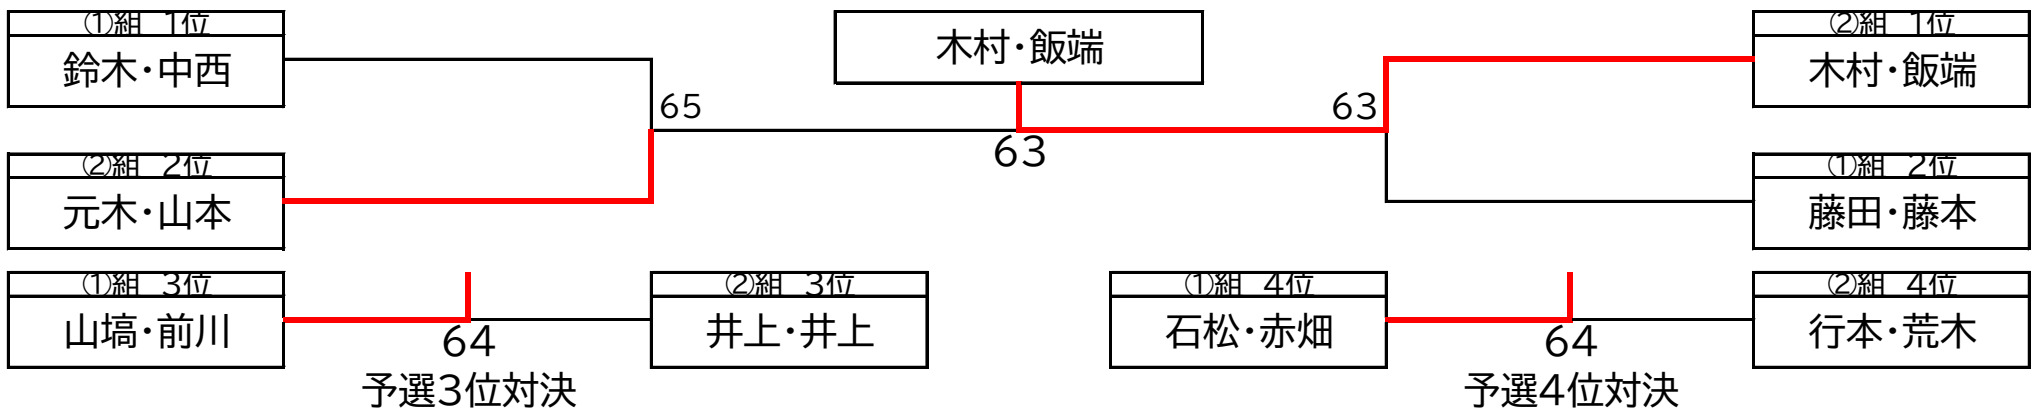 ①組　1位
鈴木・中西
木村・飯端
②組　1位
木村・飯端
65
63
63
②組　2位
元木・山本
①組　2位
藤田・藤本
①組　3位
山塙・前川
64
予選3位対決
②組　3位
井上・井上
①組　4位
石松・赤畑
64
予選4位対決
②組　4位
行本・荒木